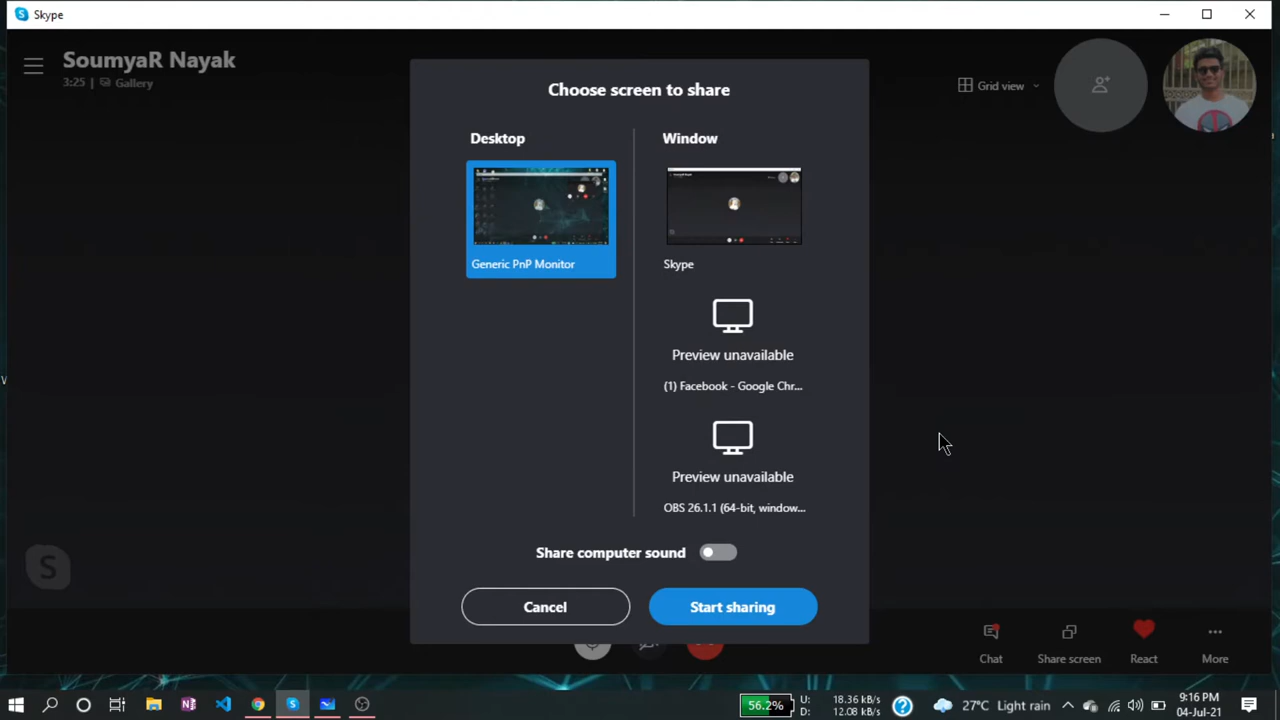 Skype
SoumyaR Nayak
3:25 | Gallery
Grid view
Choose screen to share
Desktop
Window
Generic PnP Monitor
Skype
Preview unavailable
(1) Facebook - Google Chr...
Preview unavailable
OBS 26.1.1 (64-bit, window...
Share computer sound
Cancel
Start sharing
Chat
Share screen
React
More
56.2%
U: 18.36 kB/s
D: 12.08 kB/s
27°C Light rain
9:16 PM
04-Jul-21